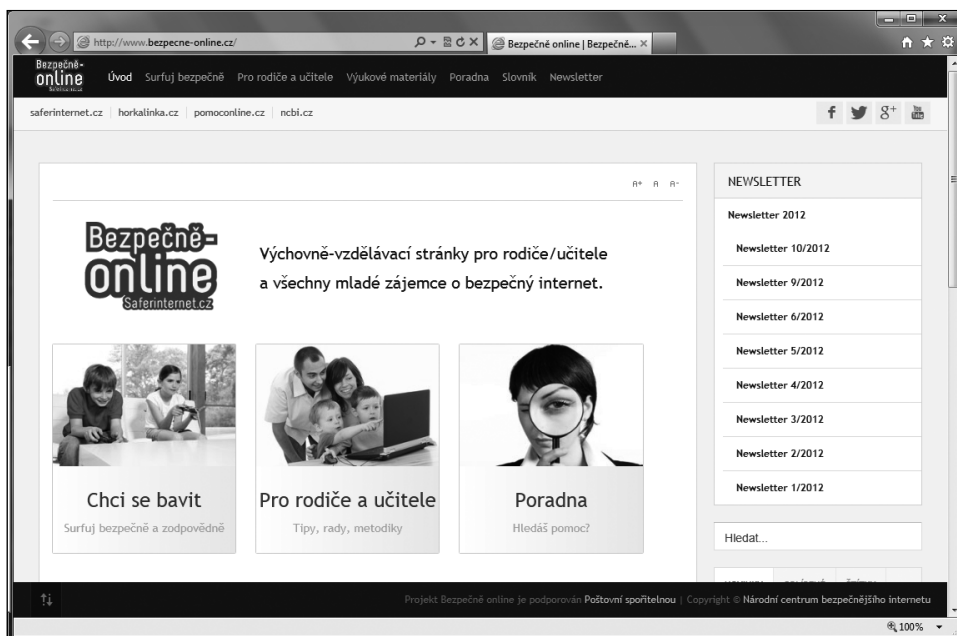 http://www.bezpecne-online.cz/
Bezpečně online | Bezpečně...
Bezpečně-
online
Úvod Surfuj bezpečně Pro rodiče a učitele Výukové materiály Poradna Slovník Newsletter
saferinternet.cz horkalinka.cz pomoconline.cz ncbi.cz
A+ A A-
Bezpečně-
online
Saferinternet.cz
Výchovně-vzdělávací stránky pro rodiče/učitele
a všechny mladé zájemce o bezpečný internet.
Chci se bavit
Surfuj bezpečně a zodpovědně
Pro rodiče a učitele
Tipy, rady, metodiky
Poradna
Hledáš pomoc?
NEWSLETTER
Newsletter 2012
Newsletter 10/2012
Newsletter 9/2012
Newsletter 6/2012
Newsletter 5/2012
Newsletter 4/2012
Newsletter 3/2012
Newsletter 2/2012
Newsletter 1/2012
Hledat...
Projekt Bezpečně online je podporován Poštovní spořitelnou | Copyright © Národní centrum bezpečnějšího internetu
100%